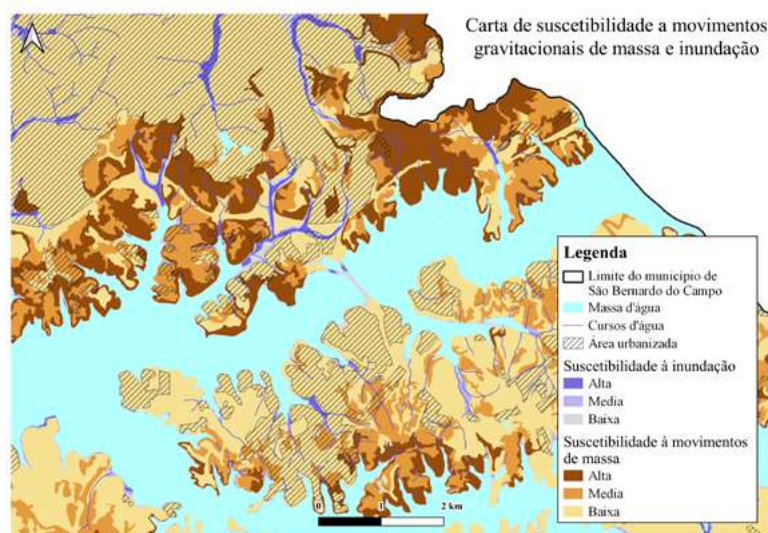 Carta de suscetibilidade a movimentos
gravitacionais de massa e inundação
Legenda
Limite do município de
São Bernardo do Campo
Massa d'água
Cursos d'água
Área urbanizada
Suscetibilidade à inundação
Alta
Media
Baixa
Suscetibilidade à movimentos
de massa
Alta
Media
Baixa
0 1 2 km